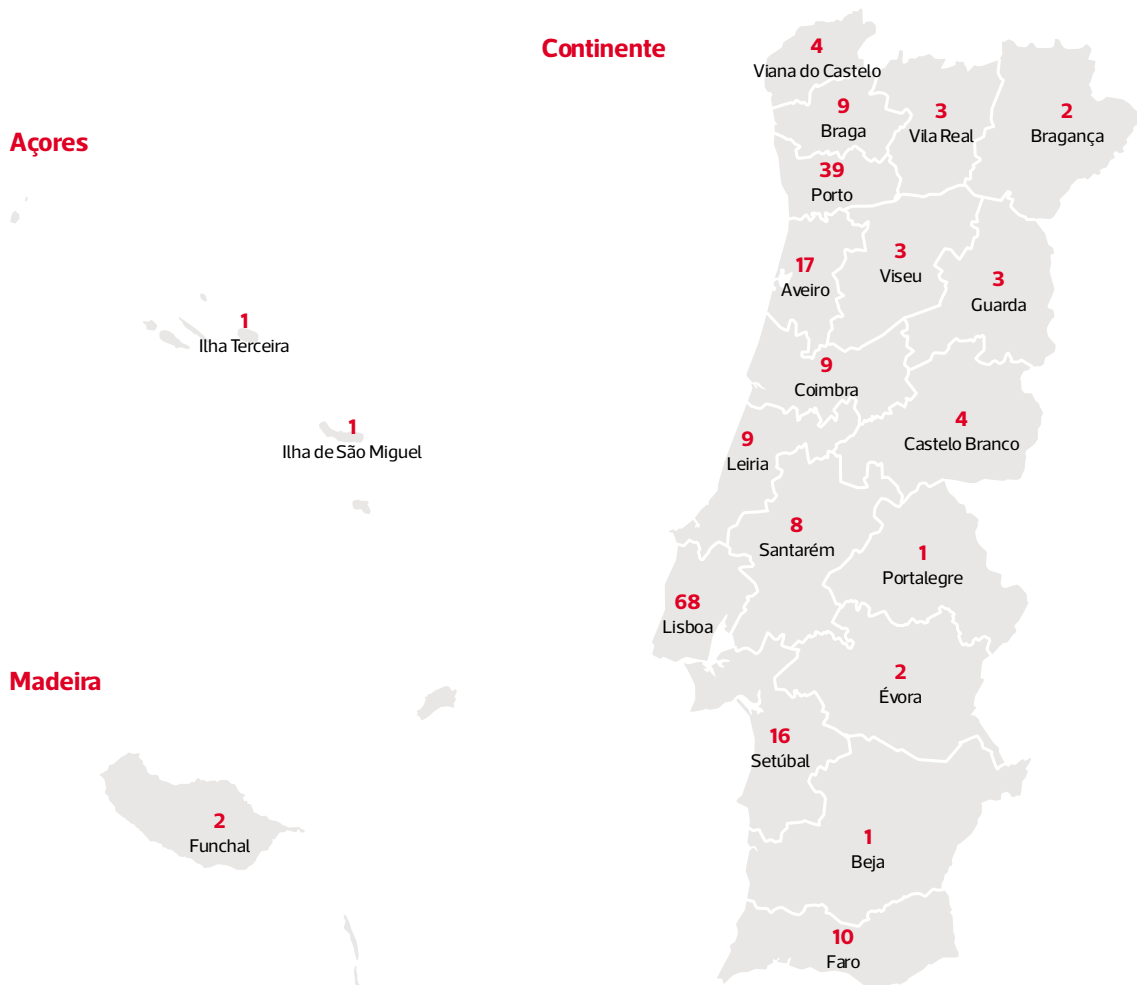 Continente
4
Viana do Castelo
9
Braga
3
Vila Real
2
Bragança
39
Porto
17
Aveiro
3
Viseu
3
Guarda
9
Coimbra
4
Castelo Branco
9
Leiria
8
Santarém
1
Portalegre
68
Lisboa
2
Évora
16
Setúbal
1
Beja
10
Faro
Açores
1
Ilha Terceira
1
Ilha de São Miguel
Madeira
2
Funchal